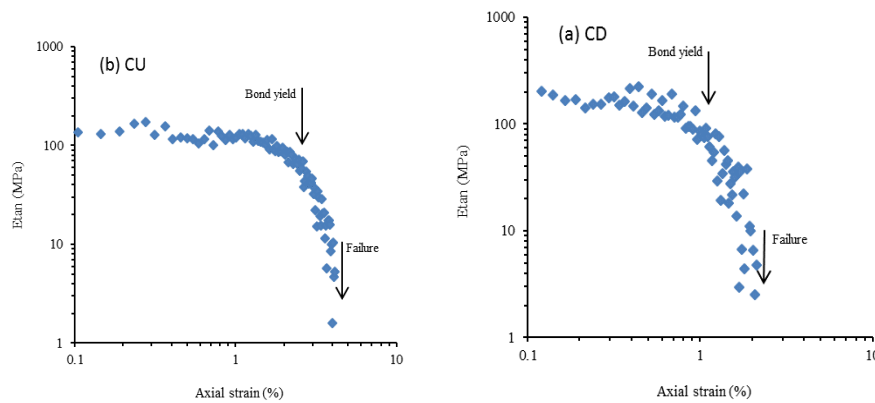 (b) CU
1000
100
10
1
Bond yield
Failure
Etan (MPa)
0.1
1
10
Axial strain (%)
(a) CD
1000
100
10
1
Bond yield
Failure
Etan (MPa)
0.1
1
10
Axial strain (%)